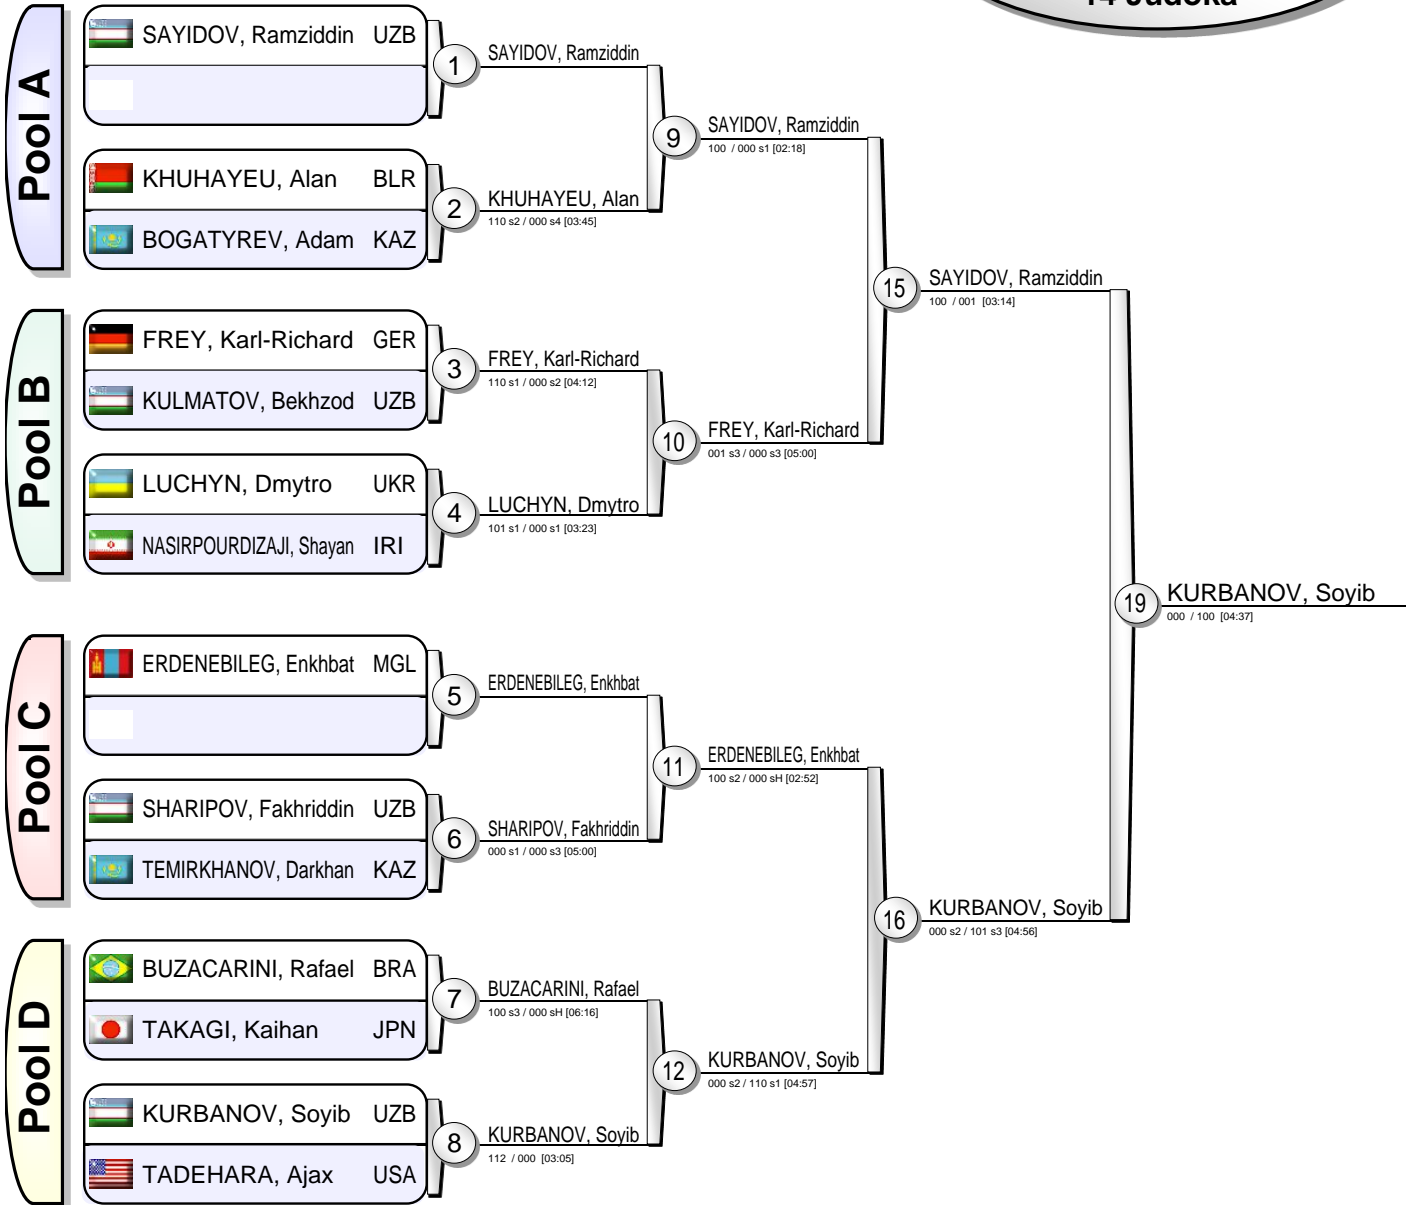 14 Judoka
Pool A
SAYIDOV, Ramziddin UZB
1
SAYIDOV, Ramziddin
KHUHAYEU, Alan BLR
BOGATYREV, Adam KAZ
2
KHUHAYEU, Alan
110 s2 / 000 s4 [03:45]
9
SAYIDOV, Ramziddin
100 / 000 s1 [02:18]
Pool B
FREY, Karl-Richard GER
KULMATOV, Bekhzod UZB
3
FREY, Karl-Richard
110 s1 / 000 s2 [04:12]
LUCHYN, Dmytro UKR
NASIRPOURDIZAJI, Shayan IRI
4
LUCHYN, Dmytro
101 s1 / 000 s1 [03:23]
10
FREY, Karl-Richard
001 s3 / 000 s3 [05:00]
15
SAYIDOV, Ramziddin
100 / 001 [03:14]
Pool C
ERDENEBILEG, Enkhbat MGL
5
ERDENEBILEG, Enkhbat
SHARIPOV, Fakhriddin UZB
TEMIRKHANOV, Darkhan KAZ
6
SHARIPOV, Fakhriddin
000 s1 / 000 s3 [05:00]
11
ERDENEBILEG, Enkhbat
100 s2 / 000 sH [02:52]
Pool D
BUZACARINI, Rafael BRA
TAKAGI, Kaihan JPN
7
BUZACARINI, Rafael
100 s3 / 000 sH [06:16]
KURBANOV, Soyib UZB
TADEHARA, Ajax USA
8
KURBANOV, Soyib
112 / 000 [03:05]
12
KURBANOV, Soyib
000 s2 / 110 s1 [04:57]
16
KURBANOV, Soyib
000 s2 / 101 s3 [04:56]
19
KURBANOV, Soyib
000 / 100 [04:37]